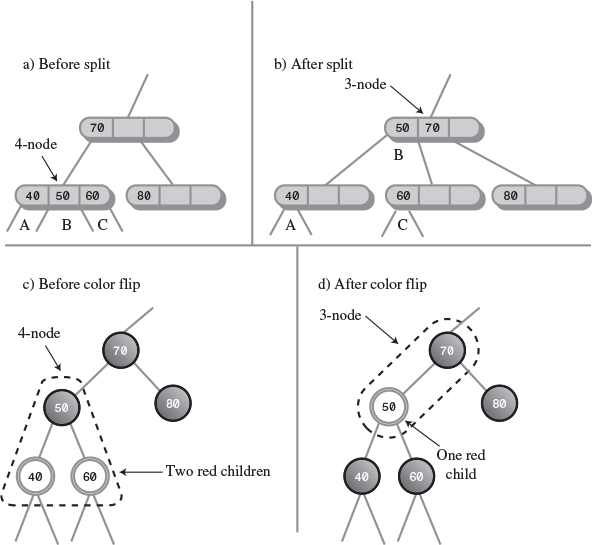 a) Before split
70
4-node
40 50 60
80
A B C
b) After split
3-node
50 70
B
40
60
80
A
C
c) Before color flip
4-node
70
50
80
40
60
Two red children
d) After color flip
3-node
70
50
80
One red
child
40
60